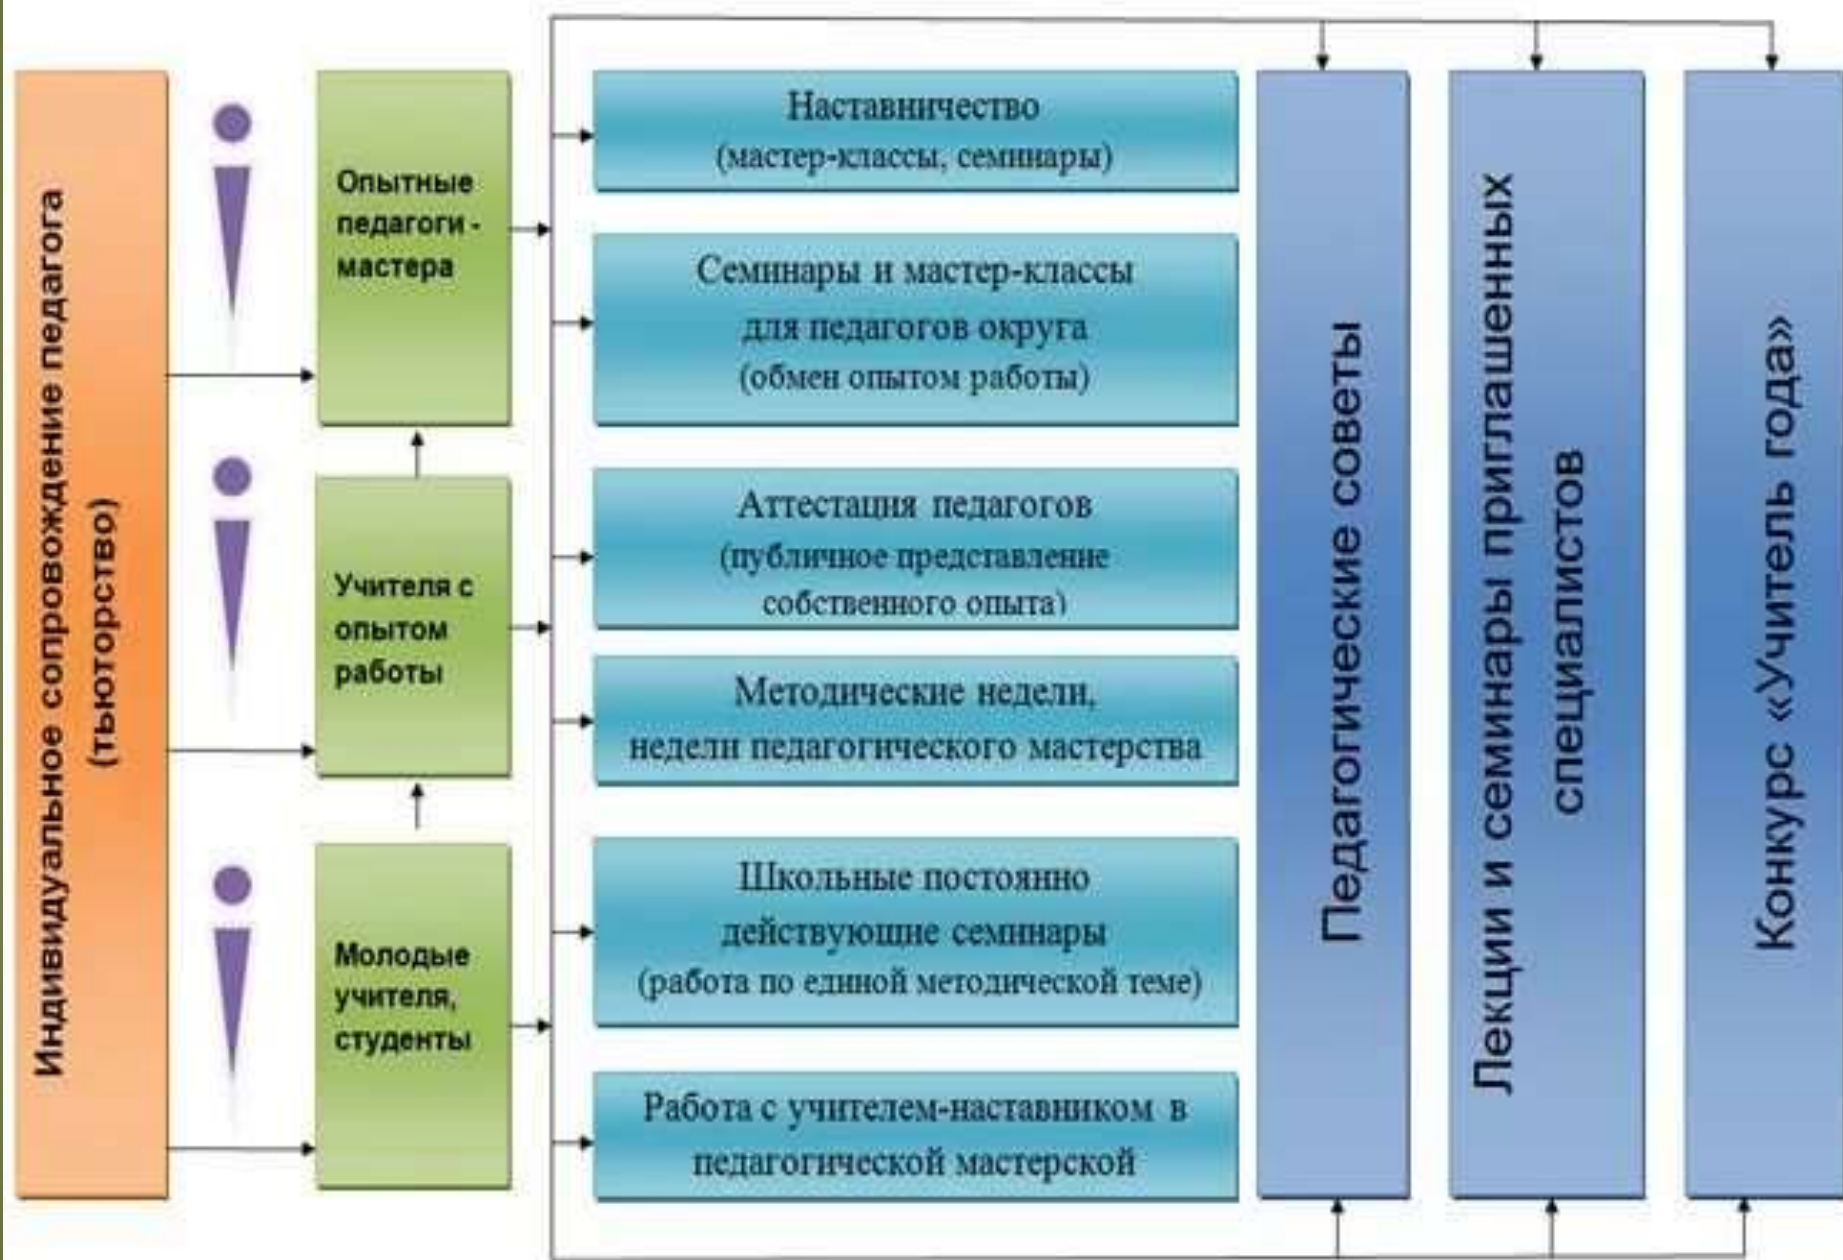 Индивидуальное сопровождение педагога
(тьюторство)
Опытные
педагоги -
мастера
Учителя с
опытом
работы
Молодые
учителя,
студенты
Наставничество
(мастер-классы, семинары)
Семинары и мастер-классы
для педагогов округа
(обмен опытом работы)
Аттестация педагогов
(публичное представление
собственного опыта)
Методические недели,
недели педагогического мастерства
Школьные постоянно
действующие семинары
(работа по единой методической теме)
Работа с учителем-наставником в
педагогической мастерской
Педагогические советы
Лекции и семинары приглашенных
специалистов
Конкурс «Учитель года»